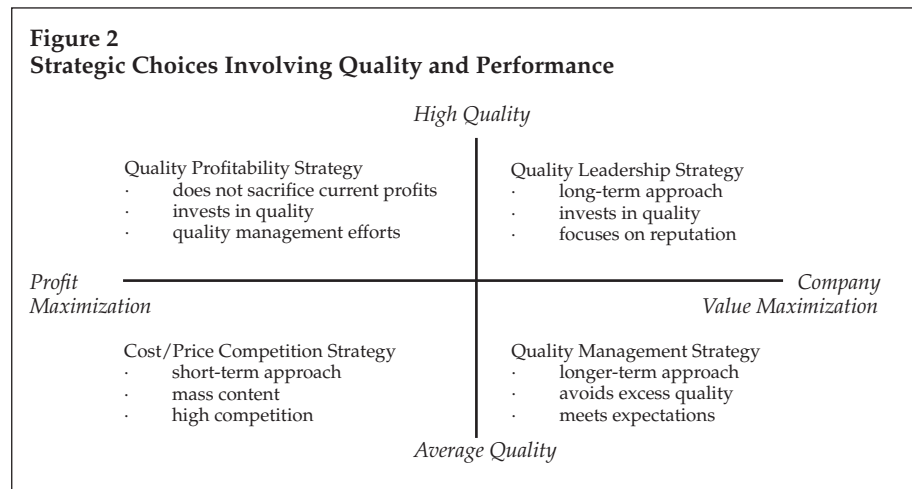 Figure 2
Strategic Choices Involving Quality and Performance
High Quality
Quality Profitability Strategy
· does not sacrifice current profits
· invests in quality
· quality management efforts
Quality Leadership Strategy
· long-term approach
· invests in quality
· focuses on reputation
Profit
Maximization
Company
Value Maximization
Cost/Price Competition Strategy
· short-term approach
· mass content
· high competition
Quality Management Strategy
· longer-term approach
· avoids excess quality
· meets expectations
Average Quality